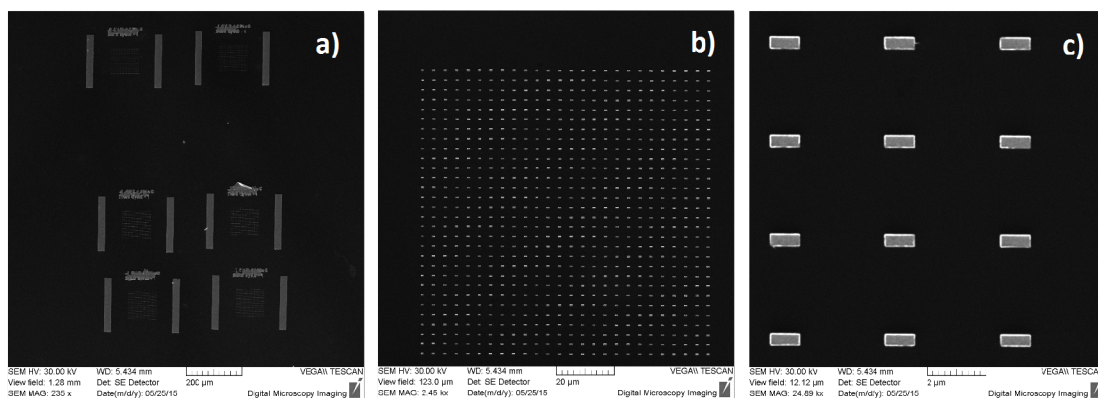 a)
SEM HV: 30.00 kV WD: 5.434 mm VEGA\\ TESCAN
View field: 1.28 mm Det: SE Detector 200 µm
SEM MAG: 235 x Date(m/d/y): 05/25/15 Digital Microscopy Imaging
b)
SEM HV: 30.00 kV WD: 5.434 mm VEGA\\ TESCAN
View field: 123.0 µm Det: SE Detector 20 µm
SEM MAG: 2.45 kx Date(m/d/y): 05/25/15 Digital Microscopy Imaging
c)
SEM HV: 30.00 kV WD: 5.434 mm VEGA\\ TESCAN
View field: 12.12 µm Det: SE Detector 2 µm
SEM MAG: 24.89 kx Date(m/d/y): 05/25/15 Digital Microscopy Imaging